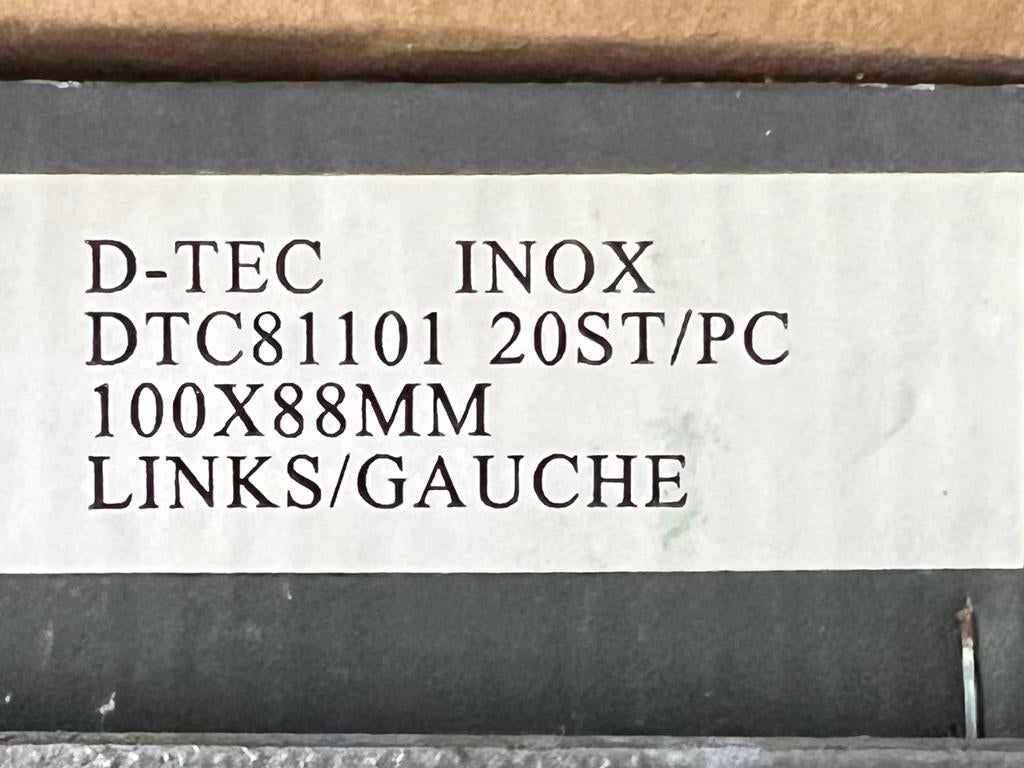 D-TEC INOX
DTC81101 20ST/PC
100X88MM
LINKS/GAUCHE